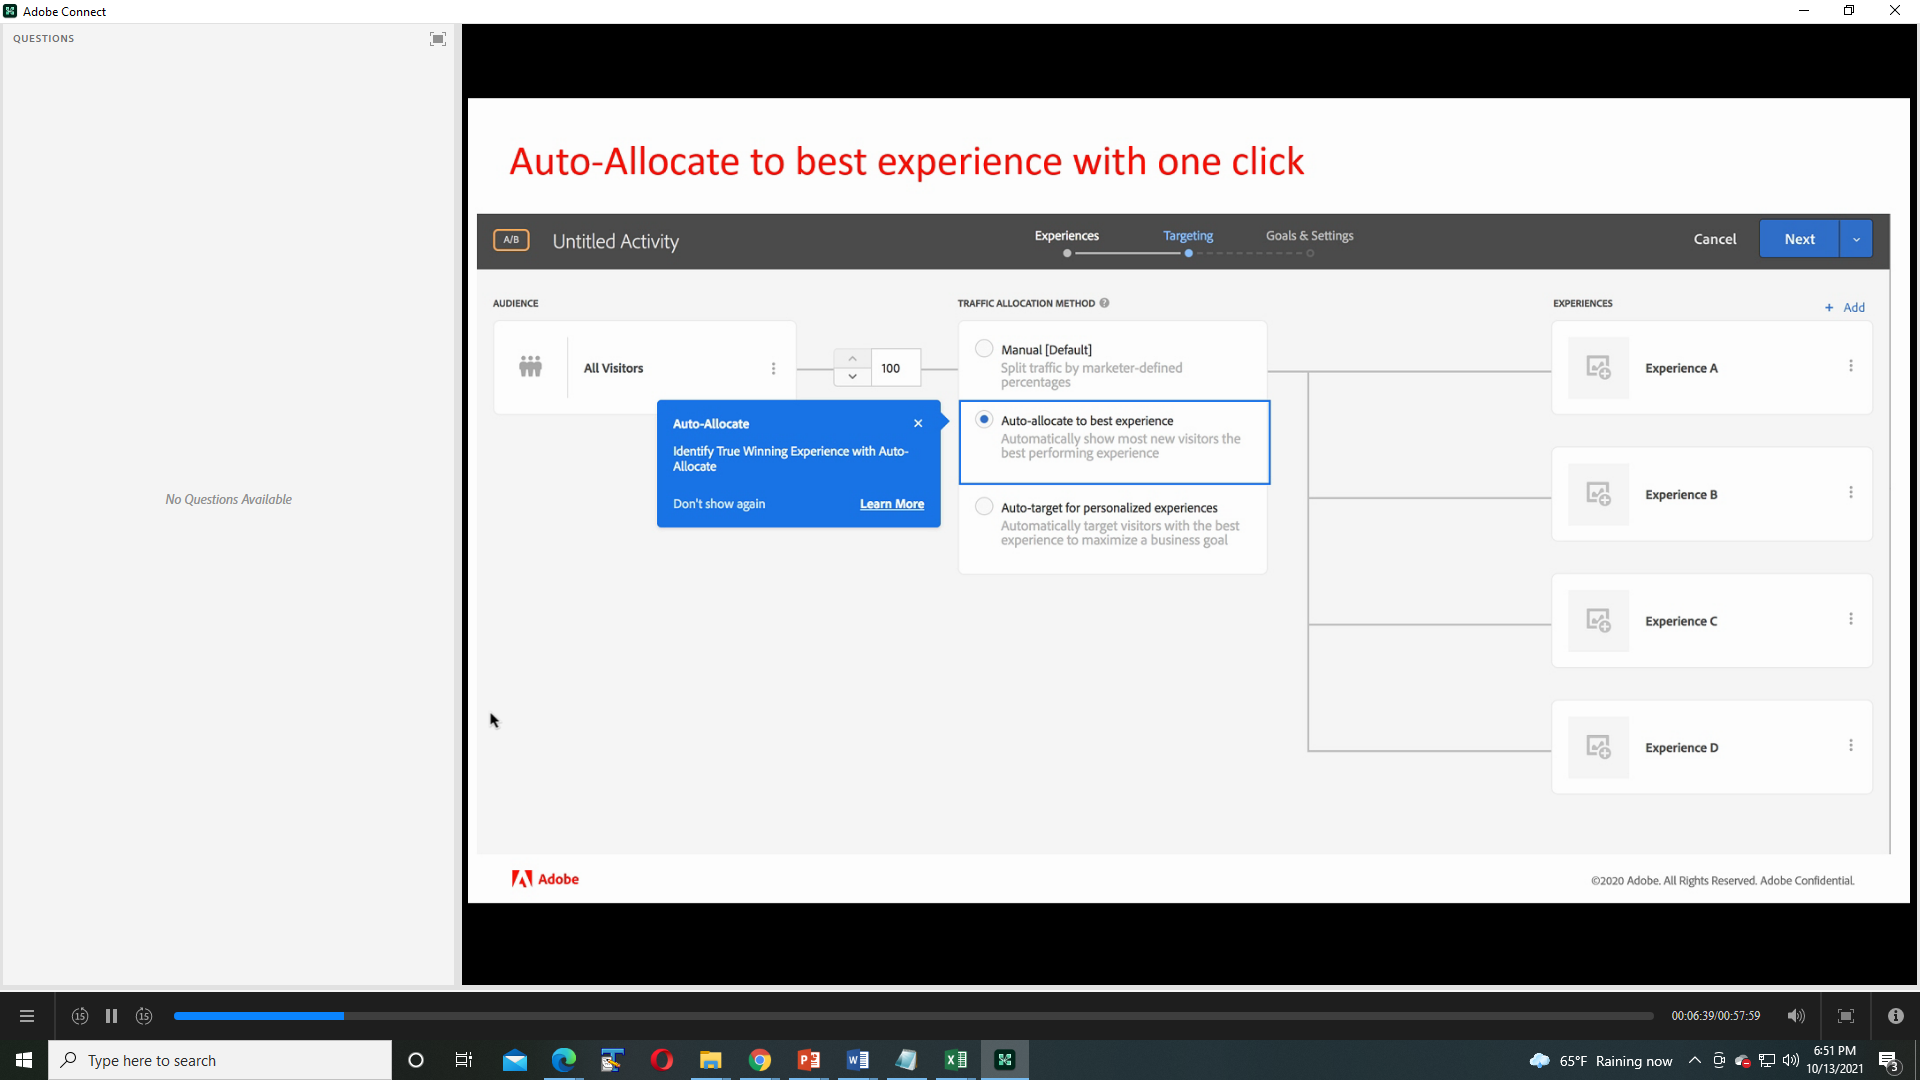 Adobe Connect
QUESTIONS
No Questions Available
Auto-Allocate to best experience with one click
A/B
Untitled Activity
Experiences
Targeting
Goals & Settings
Cancel
Next
AUDIENCE
TRAFFIC ALLOCATION METHOD ?
EXPERIENCES
+ Add
All Visitors
100
Manual [Default]
Split traffic by marketer-defined
percentages
Auto-allocate to best experience
Automatically show most new visitors the
best performing experience
Auto-target for personalized experiences
Automatically target visitors with the best
experience to maximize a business goal
Auto-Allocate
Identify True Winning Experience with Auto-
Allocate
Don't show again
Learn More
Experience A
Experience B
Experience C
Experience D
Adobe
©2020 Adobe. All Rights Reserved. Adobe Confidential.
15
15
00:06:39/00:57:59
Type here to search
65°F Raining now
6:51 PM
10/13/2021
3